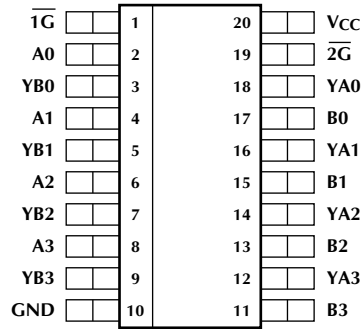 1̅G̅ 1 20 VCC
A0 2 19 2̅G̅
YB0 3 18 YA0
A1 4 17 B0
YB1 5 16 YA1
A2 6 15 B1
YB2 7 14 YA2
A3 8 13 B2
YB3 9 12 YA3
GND 10 11 B3